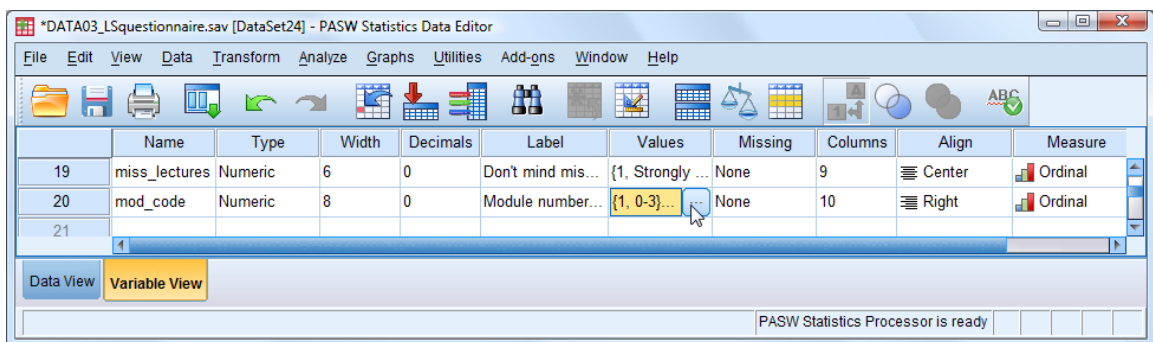 *DATA03_LSquestionnaire.sav [DataSet24] - PASW Statistics Data Editor
File Edit View Data Transform Analyze Graphs Utilities Add-ons Window Help
A
1 4
ABC
Name Type Width Decimals Label Values Missing Columns Align Measure
19 miss_lectures Numeric 6 0 Don't mind mis... {1, Strongly ... None 9 Center Ordinal
20 mod_code Numeric 8 0 Module number... {1, 0-3}... ... None 10 Right Ordinal
21
Data View Variable View
PASW Statistics Processor is ready